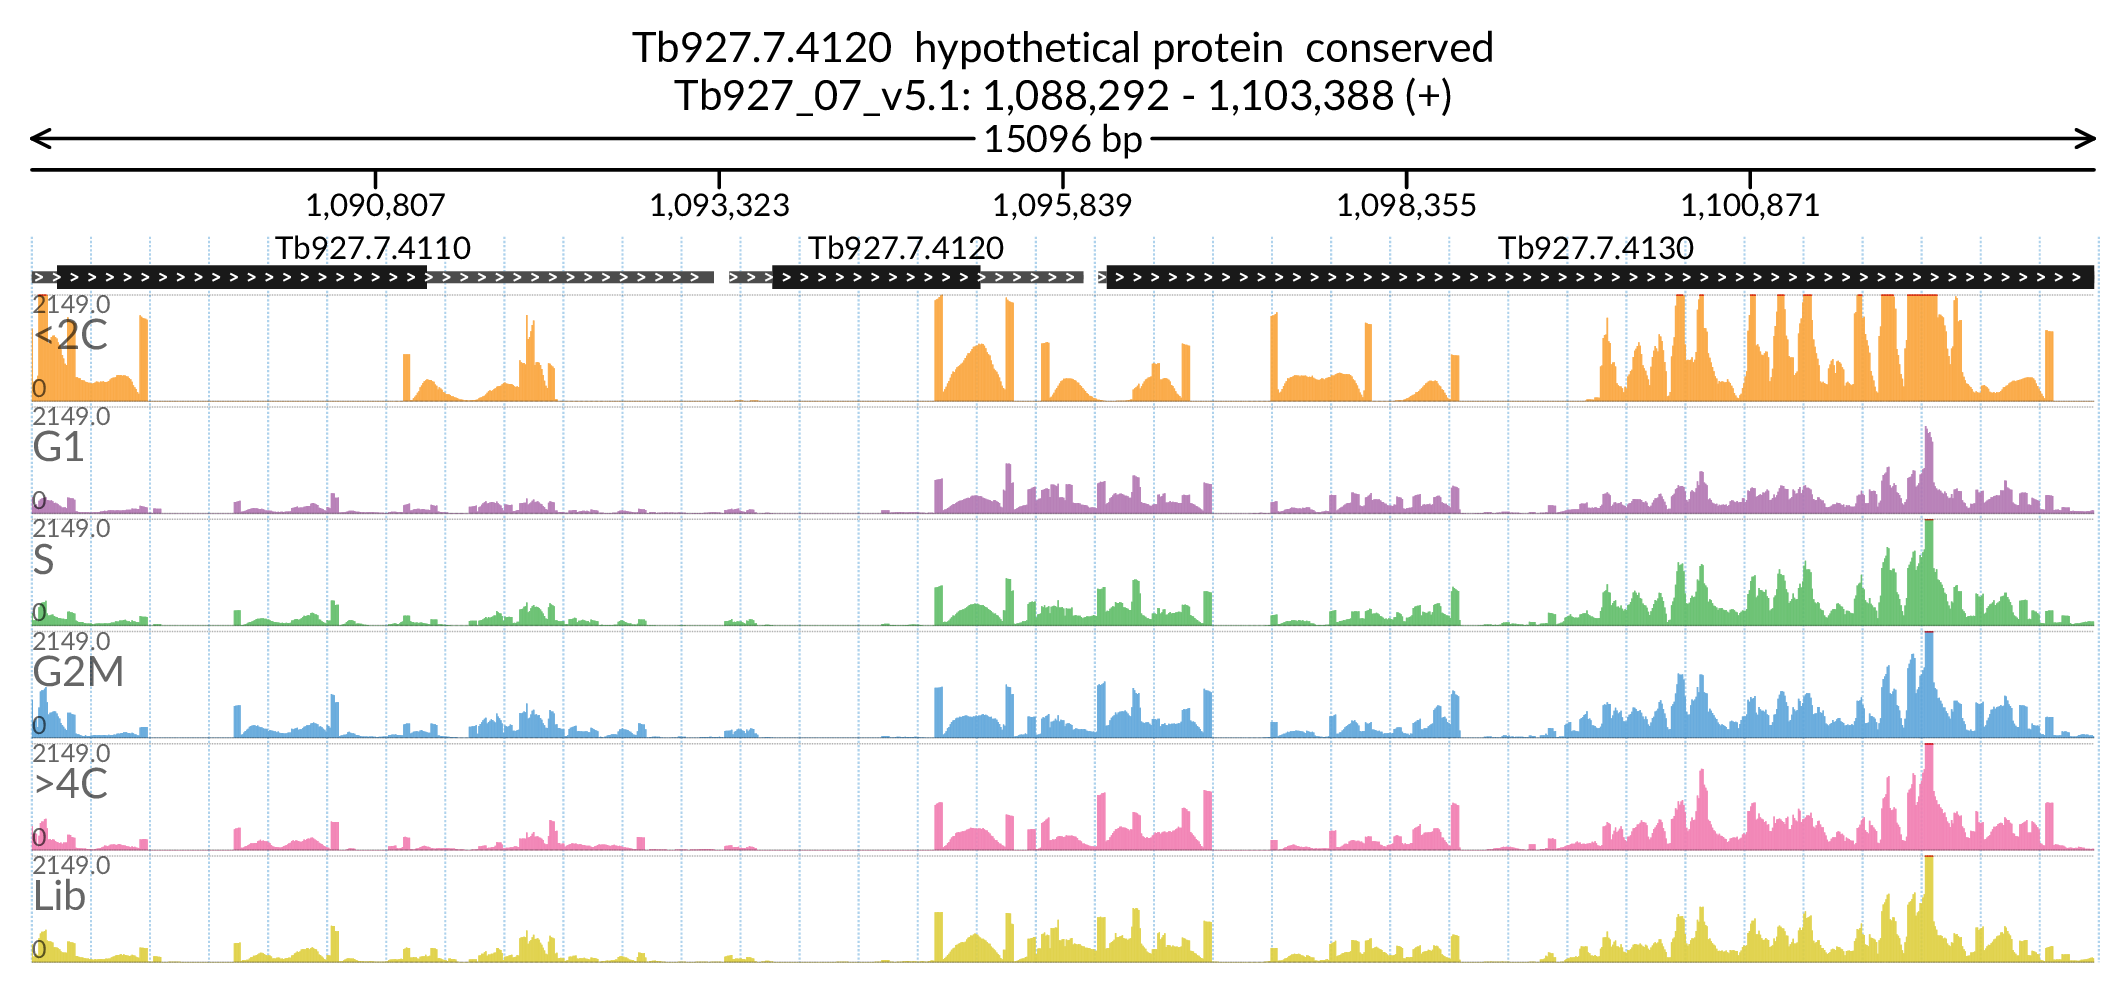 Tb927.7.4120 hypothetical protein conserved
Tb927_07_v5.1: 1,088,292 - 1,103,388 (+)
15096 bp
1,090,807 1,093,323 1,095,839 1,098,355 1,100,871
Tb927.7.4110 Tb927.7.4120 Tb927.7.4130
2149.0
<2C
0
2149.0
G1
0
2149.0
S
0
2149.0
G2M
0
2149.0
>4C
0
2149.0
Lib
0